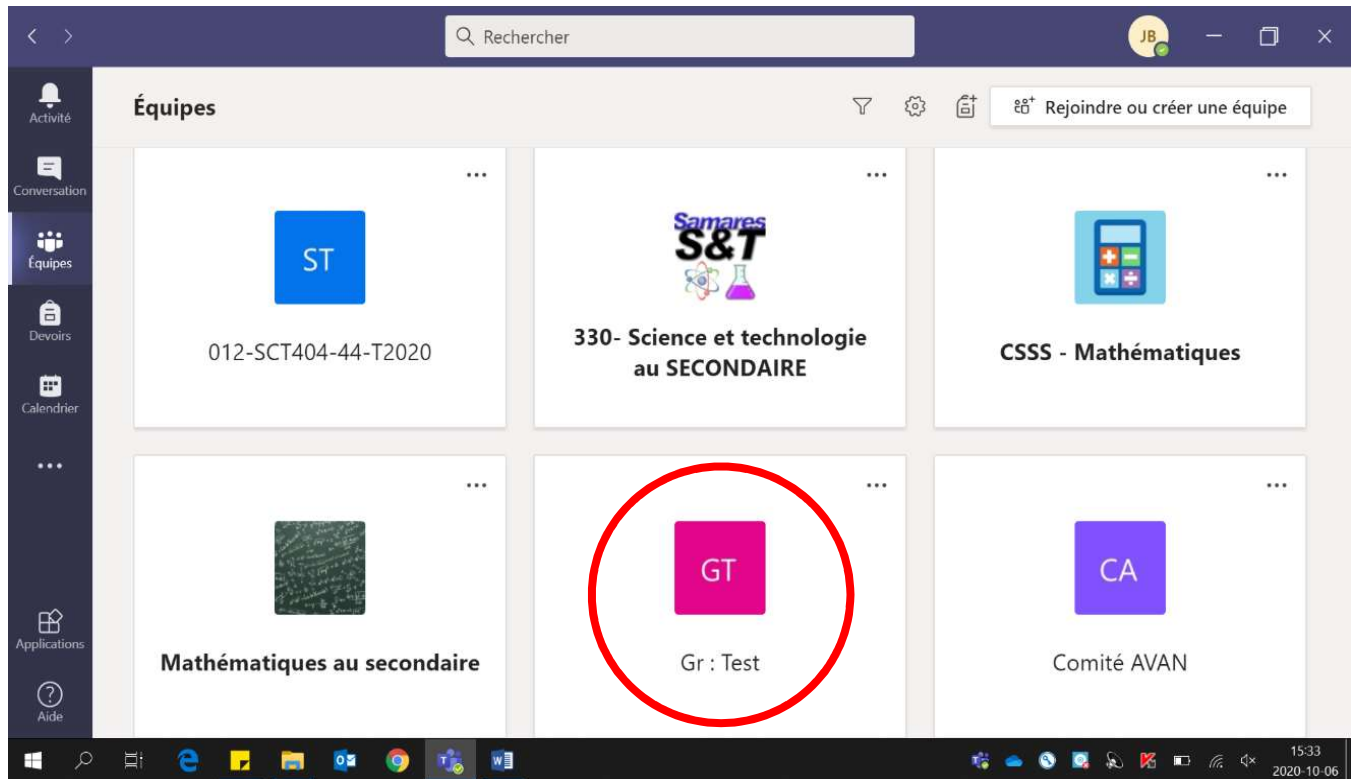 Rechercher
JB
Activité
Conversation
Équipes
Devoirs
Calendrier
Applications
Aide
Équipes
Rejoindre ou créer une équipe
ST
012-SCT404-44-T2020
Samares
S&T
330- Science et technologie
au SECONDAIRE
CSSS - Mathématiques
Mathématiques au secondaire
GT
Gr : Test
CA
Comité AVAN
15:33
2020-10-06